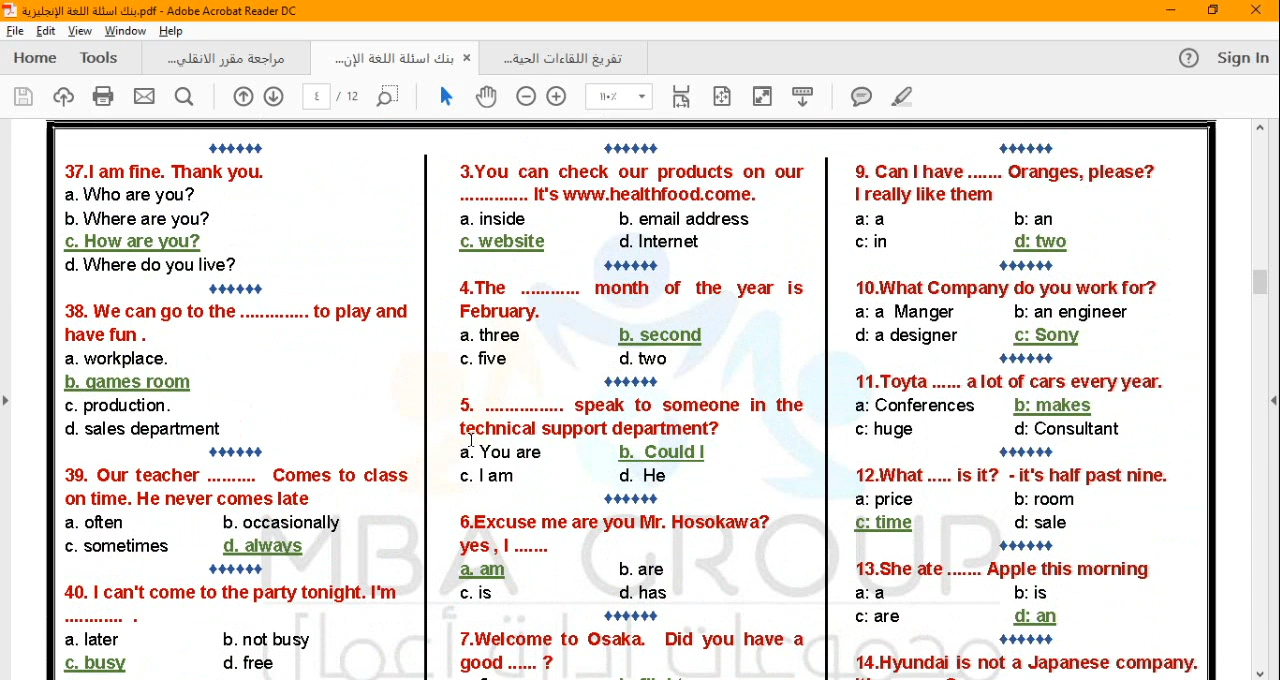 بنك اسئلة اللغة الإنجليزية.pdf - Adobe Acrobat Reader DC
File Edit View Window Help
Home Tools مراجعة مقرر الانقلي... بنك اسئلة اللغة الإن... × تفريغ اللقاءات الحية... Sign In
٤ / 12 ١١٠٪
37.I am fine. Thank you.
a. Who are you?
b. Where are you?
c. How are you?
d. Where do you live?
38. We can go to the .............. to play and
have fun .
a. workplace.
b. games room
c. production.
d. sales department
39. Our teacher .......... Comes to class
on time. He never comes late
a. often b. occasionally
c. sometimes d. always
40. I can't come to the party tonight. I'm
............ .
a. later b. not busy
c. busy d. free
3.You can check our products on our
.............. It's www.healthfood.come.
a. inside b. email address
c. website d. Internet
4.The ............ month of the year is
February.
a. three b. second
c. five d. two
5. ................ speak to someone in the
technical support department?
a. You are b. Could I
c. I am d. He
6.Excuse me are you Mr. Hosokawa?
yes , I .......
a. am b. are
c. is d. has
7.Welcome to Osaka. Did you have a
good ...... ?
9. Can I have ....... Oranges, please?
I really like them
a: a b: an
c: in d: two
10.What Company do you work for?
a: a Manger b: an engineer
d: a designer c: Sony
11.Toyta ...... a lot of cars every year.
a: Conferences b: makes
c: huge d: Consultant
12.What ..... is it? - it's half past nine.
a: price b: room
c: time d: sale
13.She ate ....... Apple this morning
a: a b: is
c: are d: an
14.Hyundai is not a Japanese company.
MBA GROUP
مجموعات إدارة أعمال